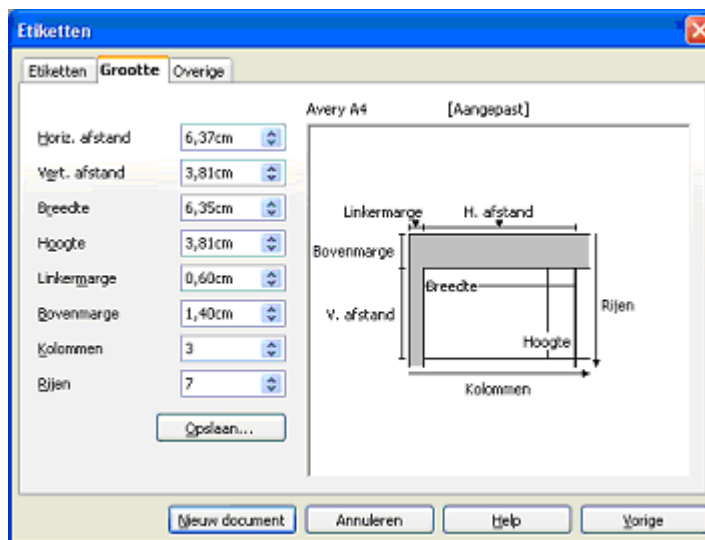 Etiketten
Etiketten Grootte Overige
Avery A4 [Aangepast]
Horiz. afstand 6,37cm
Vert. afstand 3,81cm
Breedte 6,35cm
Hoogte 3,81cm
Linkermarge 0,60cm
Bovenmarge 1,40cm
Kolommen 3
Rijen 7
Opslaan...
Linkermarge H. afstand
Bovenmarge
Breedte
V. afstand
Rijen
Hoogte
Kolommen
Nieuw document Annuleren Help Vorige